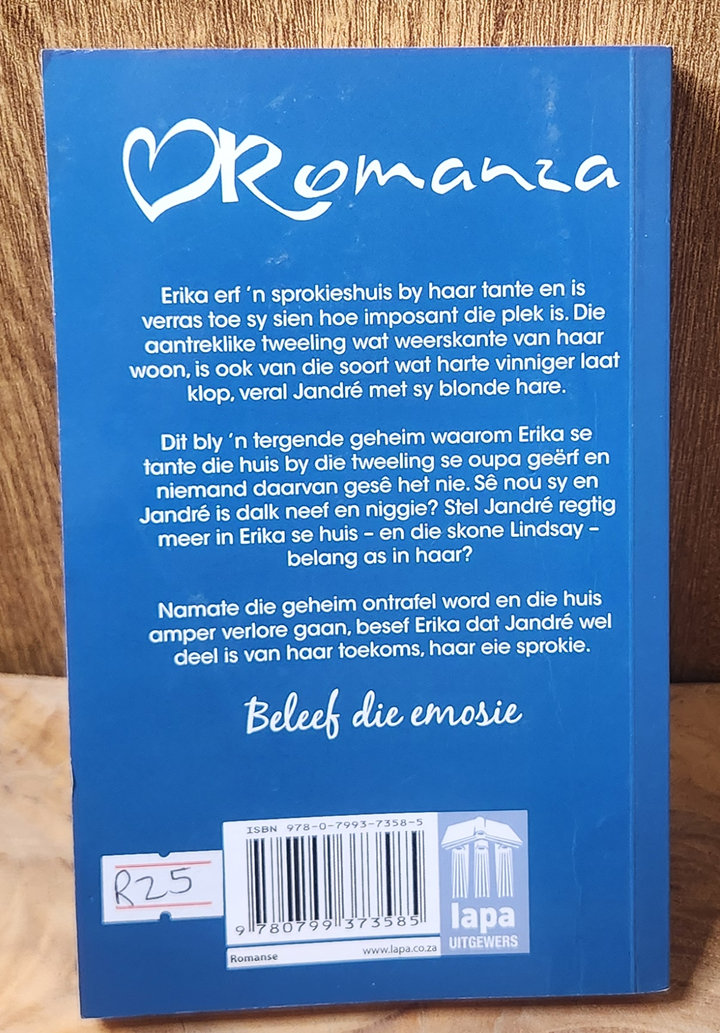 Romanza
Erika erf 'n sprokieshuis by haar tante en is
verras toe sy sien hoe imposant die plek is. Die
aantreklike tweeling wat weerskante van haar
woon, is ook van die soort wat harte vinniger laat
klop, veral Jandré met sy blonde hare.
Dit bly 'n tergende geheim waarom Erika se
tante die huis by die tweeling se oupa geërf en
niemand daarvan gesê het nie. Sê nou sy en
Jandré is dalk neef en niggie? Stel Jandré regtig
meer in Erika se huis – en die skone Lindsay –
belang as in haar?
Namate die geheim ontrafel word en die huis
amper verlore gaan, besef Erika dat Jandré wel
deel is van haar toekoms, haar eie sprokie.
Beleef die emosie
ISBN 978-0-7993-7358-5
R25
9 780799 373585
Romanse www.lapa.co.za
lapa
UITGEWERS